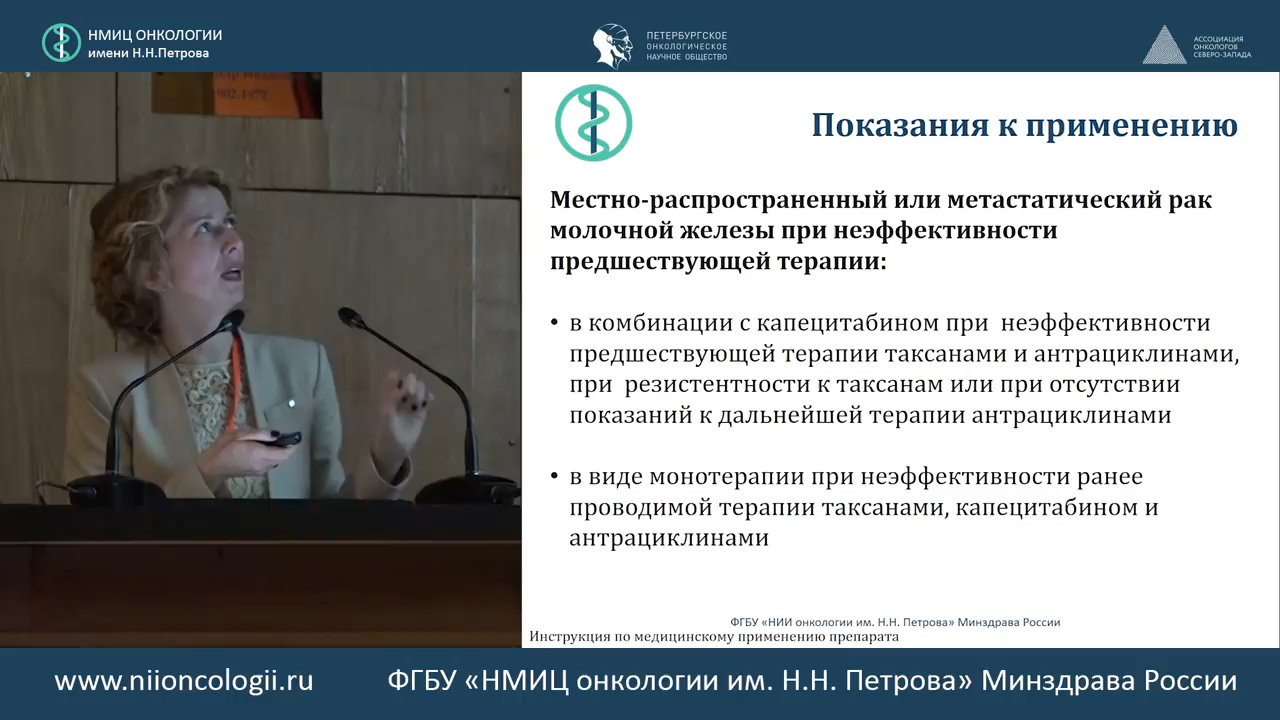 НМИЦ ОНКОЛОГИИ
имени Н.Н.Петрова
ПЕТЕРБУРГСКОЕ
ОНКОЛОГИЧЕСКОЕ
НАУЧНОЕ ОБЩЕСТВО
АССОЦИАЦИЯ
ОНКОЛОГОВ
СЕВЕРО-ЗАПАДА
Показания к применению
Местно-распространенный или метастатический рак
молочной железы при неэффективности
предшествующей терапии:
• в комбинации с капецитабином при неэффективности
предшествующей терапии таксанами и антрациклинами,
при резистентности к таксанам или при отсутствии
показаний к дальнейшей терапии антрациклинами
• в виде монотерапии при неэффективности ранее
проводимой терапии таксанами, капецитабином и
антрациклинами
ФГБУ «НИИ онкологии им. Н.Н. Петрова» Минздрава России
Инструкция по медицинскому применению препарата
www.niioncologii.ru
ФГБУ «НМИЦ онкологии им. Н.Н. Петрова» Минздрава России